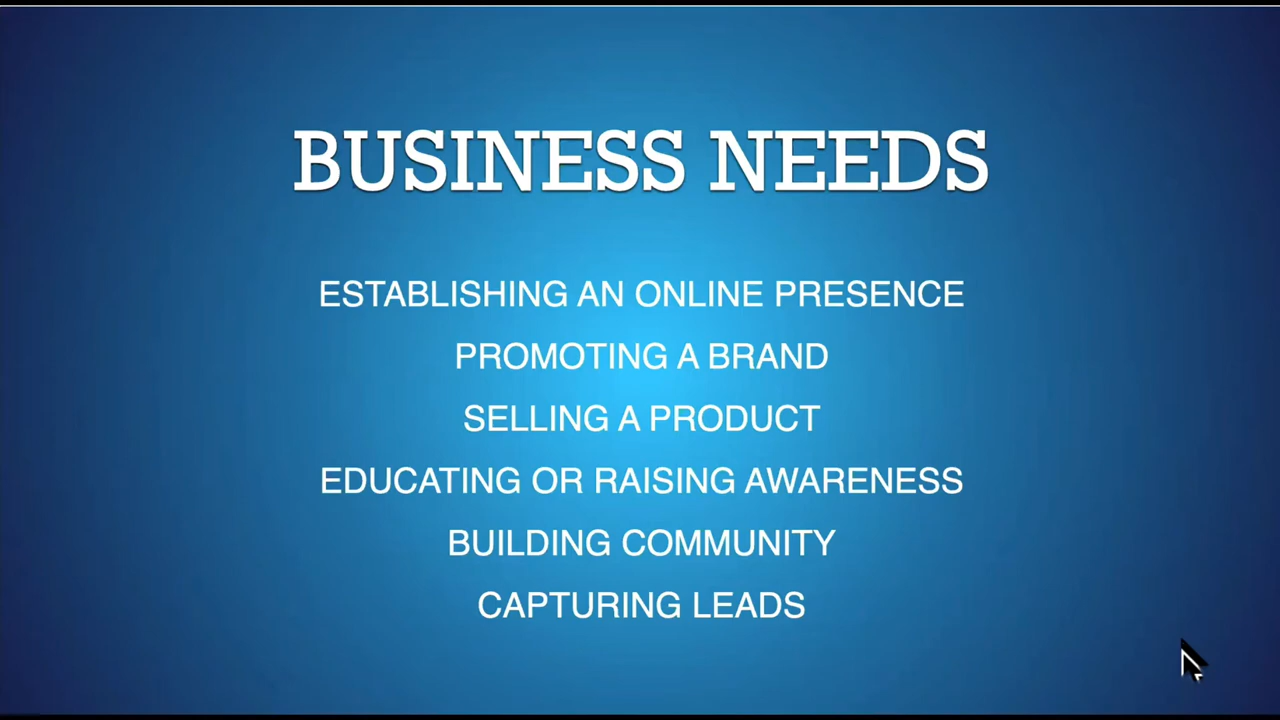 BUSINESS NEEDS
ESTABLISHING AN ONLINE PRESENCE
PROMOTING A BRAND
SELLING A PRODUCT
EDUCATING OR RAISING AWARENESS
BUILDING COMMUNITY
CAPTURING LEADS